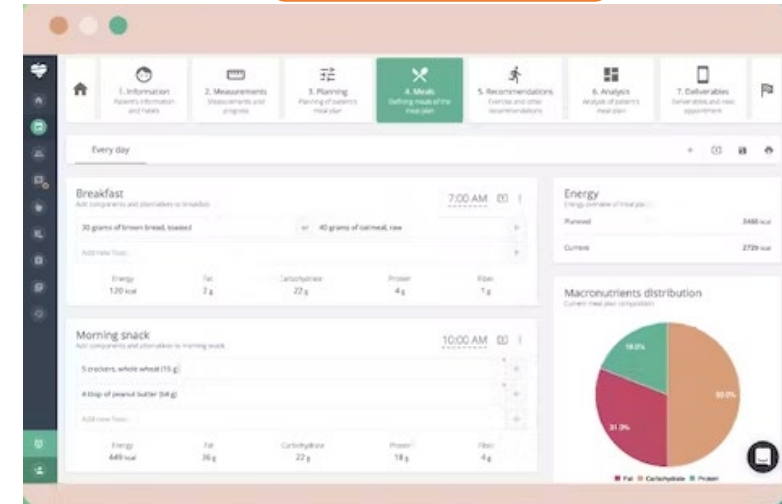 1. Information
Patient's information
and habits
2. Measurements
Measurements and
progress
3. Planning
Planning of patient's
meal plan
4. Meals
Defining meals of the
meal plan
5. Recommendations
Exercise and other
recommendations
6. Analysis
Analysis of patient's
meal plan
7. Deliverables
Deliverables and next
appointment
Every day
Breakfast
Add components and alternatives to breakfast
7:00 AM
30 grams of brown bread, toasted
or 40 grams of oatmeal, raw
Add new food...
Energy Fat Carbohydrate Protein Fiber
120 kcal 2 g 22 g 4 g 1 g
Morning snack
Add components and alternatives to morning snack
10:00 AM
5 crackers, whole wheat (15 g)
4 tbsp of peanut butter (64 g)
Add new food...
Energy Fat Carbohydrate Protein Fiber
449 kcal 36 g 22 g 18 g 4 g
Energy
Energy overview of meal plan
Planned kcal
Current 2729 kcal
Macronutrients distribution
Current meal plan composition
50.0%
31.0%
Fat Carbohydrate Protein